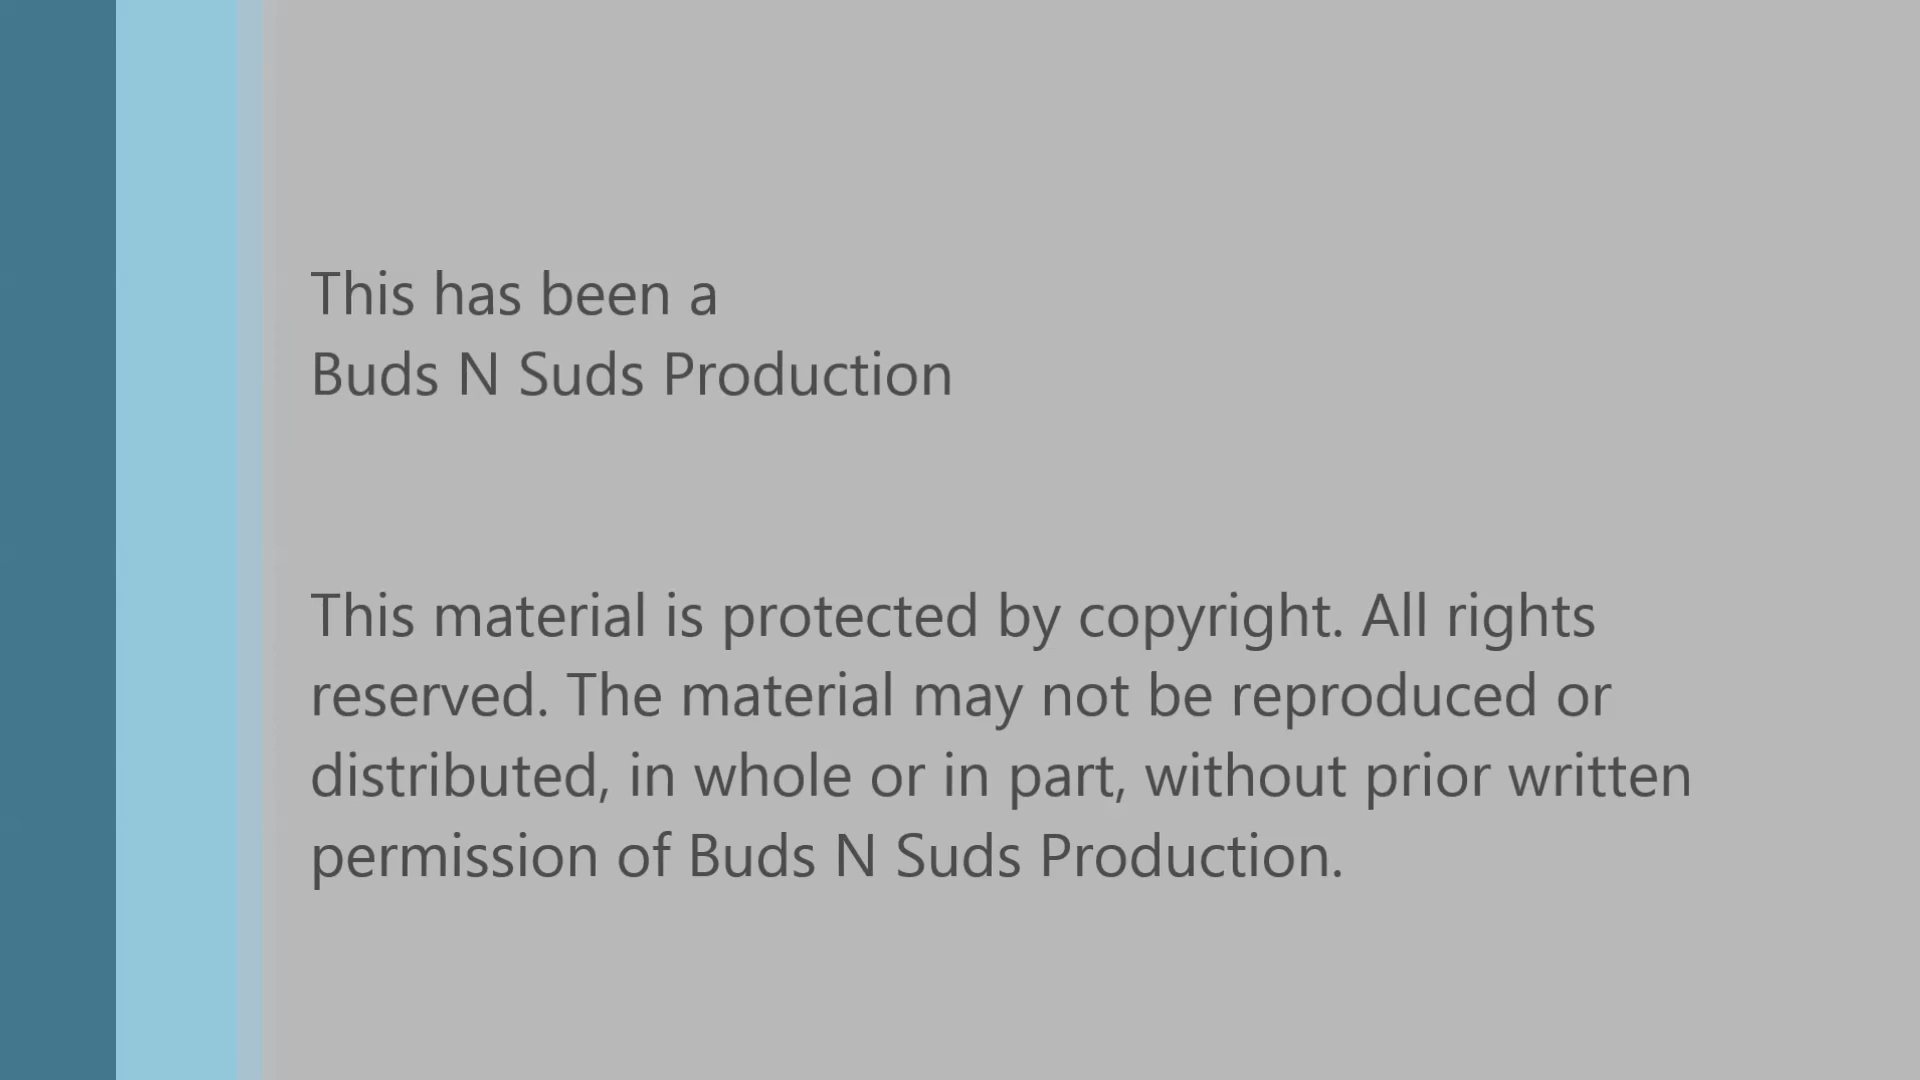 This has been a
Buds N Suds Production
This material is protected by copyright. All rights
reserved. The material may not be reproduced or
distributed, in whole or in part, without prior written
permission of Buds N Suds Production.